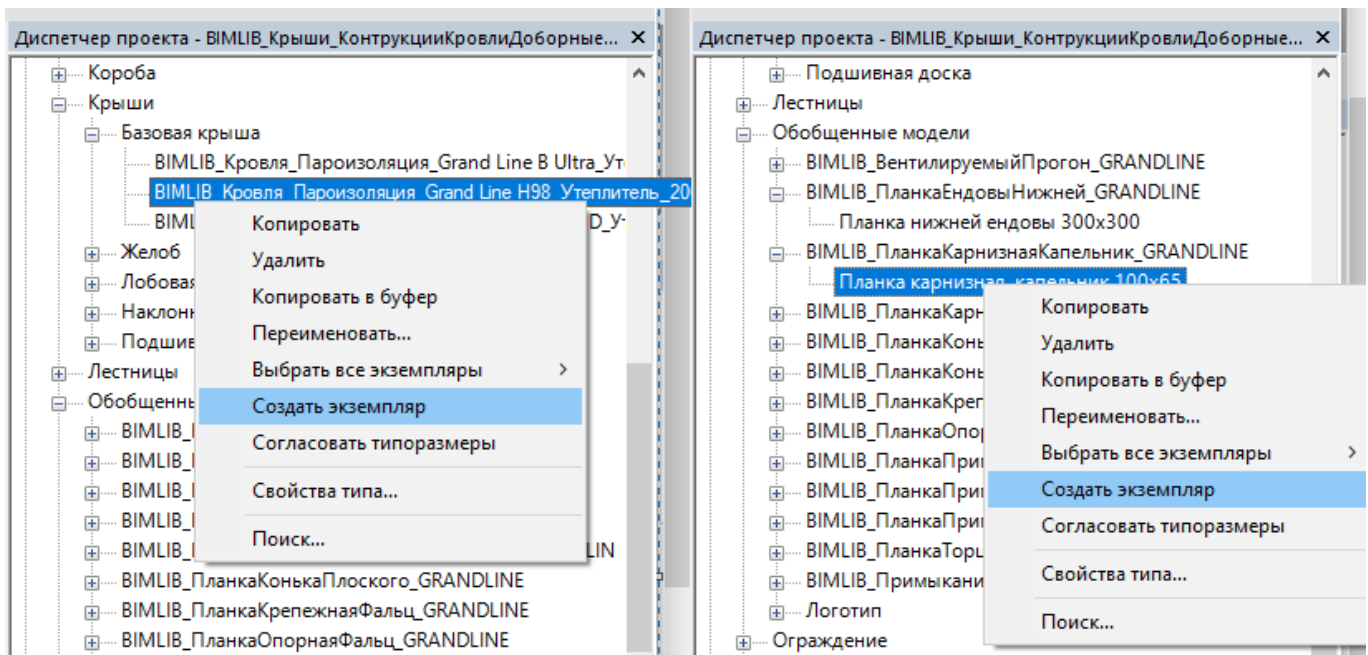 Диспетчер проекта - BIMLIB_Крыши_КонтрукцииКровлиДоборные...
Короба
Крыши
Базовая крыша
BIMLIB_Кровля_Пароизоляция_Grand Line B Ultra_Ут
BIMLIB_Кровля_Пароизоляция_Grand Line H98_Утеплитель_20
BIML
D_У
Желоб
Лобовая
Наклонн
Подшив
Лестницы
Обобщенны
BIMLIB_
BIMLIB_
BIMLIB_
BIMLIB_
BIMLIB_
LIN
BIMLIB_ПланкаКонькаПлоского_GRANDLINE
BIMLIB_ПланкаКрепежнаяФальц_GRANDLINE
BIMLIB_ПланкаОпорнаяФальц_GRANDLINE
Копировать
Удалить
Копировать в буфер
Переименовать...
Выбрать все экземпляры
Создать экземпляр
Согласовать типоразмеры
Свойства типа...
Поиск...
Диспетчер проекта - BIMLIB_Крыши_КонтрукцииКровлиДоборные...
Подшивная доска
Лестницы
Обобщенные модели
BIMLIB_ВентилируемыйПрогон_GRANDLINE
BIMLIB_ПланкаЕндовыНижней_GRANDLINE
Планка нижней ендовы 300x300
BIMLIB_ПланкаКарнизнаяКапельник_GRANDLINE
Планка карнизная_капельник 100x65
BIMLIB_ПланкаКарн
BIMLIB_ПланкаКонь
BIMLIB_ПланкаКонь
BIMLIB_ПланкаКреп
BIMLIB_ПланкаОпор
BIMLIB_ПланкаПри
BIMLIB_ПланкаПри
BIMLIB_ПланкаПри
BIMLIB_ПланкаТорц
BIMLIB_Примыкани
Логотип
Ограждение
Копировать
Удалить
Копировать в буфер
Переименовать...
Выбрать все экземпляры
Создать экземпляр
Согласовать типоразмеры
Свойства типа...
Поиск...